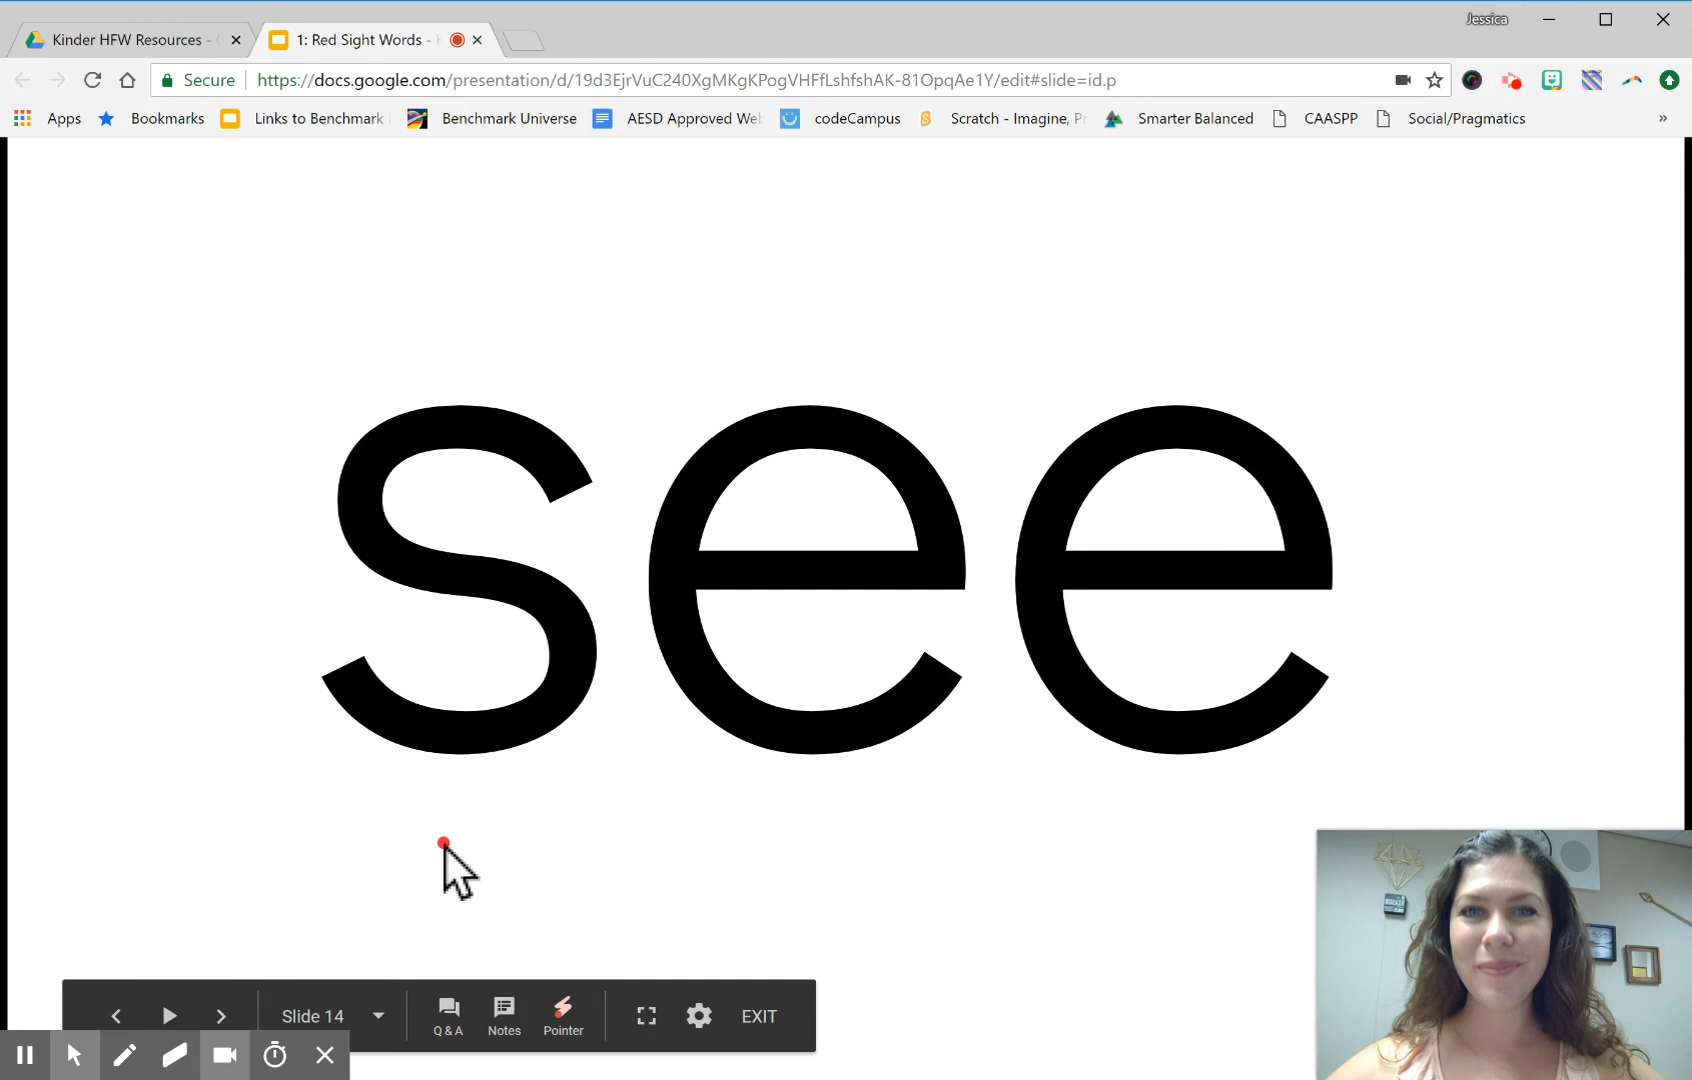 Jessica
Kinder HFW Resources -
1: Red Sight Words -
Secure https://docs.google.com/presentation/d/19d3EjrVuC240XgMKgKPogVHFfLshfshAK-81OpqAe1Y/edit#slide=id.p
Apps Bookmarks Links to Benchmark Benchmark Universe AESD Approved We codeCampus Scratch - Imagine, P Smarter Balanced CAASPP Social/Pragmatics »
see
Slide 14 Q & A Notes Pointer EXIT